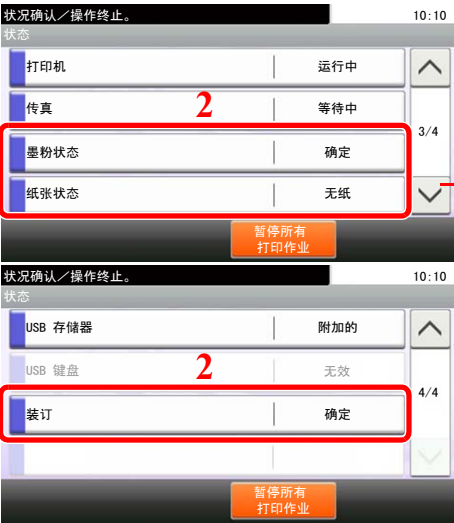 状况确认／操作终止。 10:10
状态
打印机 运行中
传真 2 等待中
3/4
墨粉状态 确定
纸张状态 无纸
暂停所有
打印作业
状况确认／操作终止。 10:10
状态
USB 存储器 附加的
USB 键盘 2 无效
4/4
装订 确定
暂停所有
打印作业